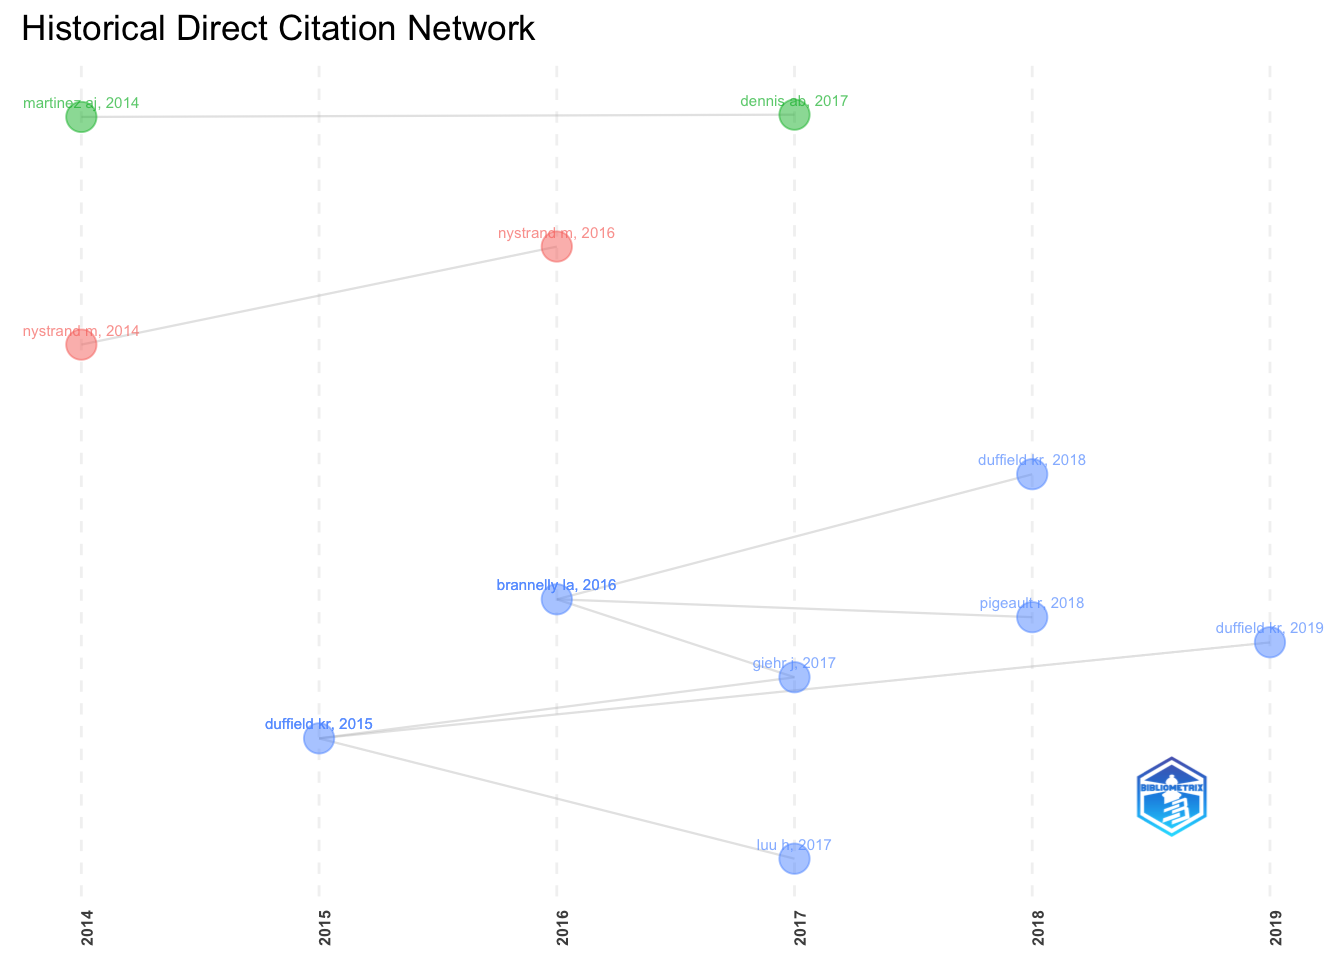 Historical Direct Citation Network
martinez aj, 2014
dennis ab, 2017
nystrand m, 2016
nystrand m, 2014
duffield kr, 2018
brannelly la, 2016
pigeault r, 2018
duffield kr, 2019
giehr j, 2017
duffield kr, 2015
BIBLIOMETRIX
luu h, 2017
2014
2015
2016
2017
2018
2019